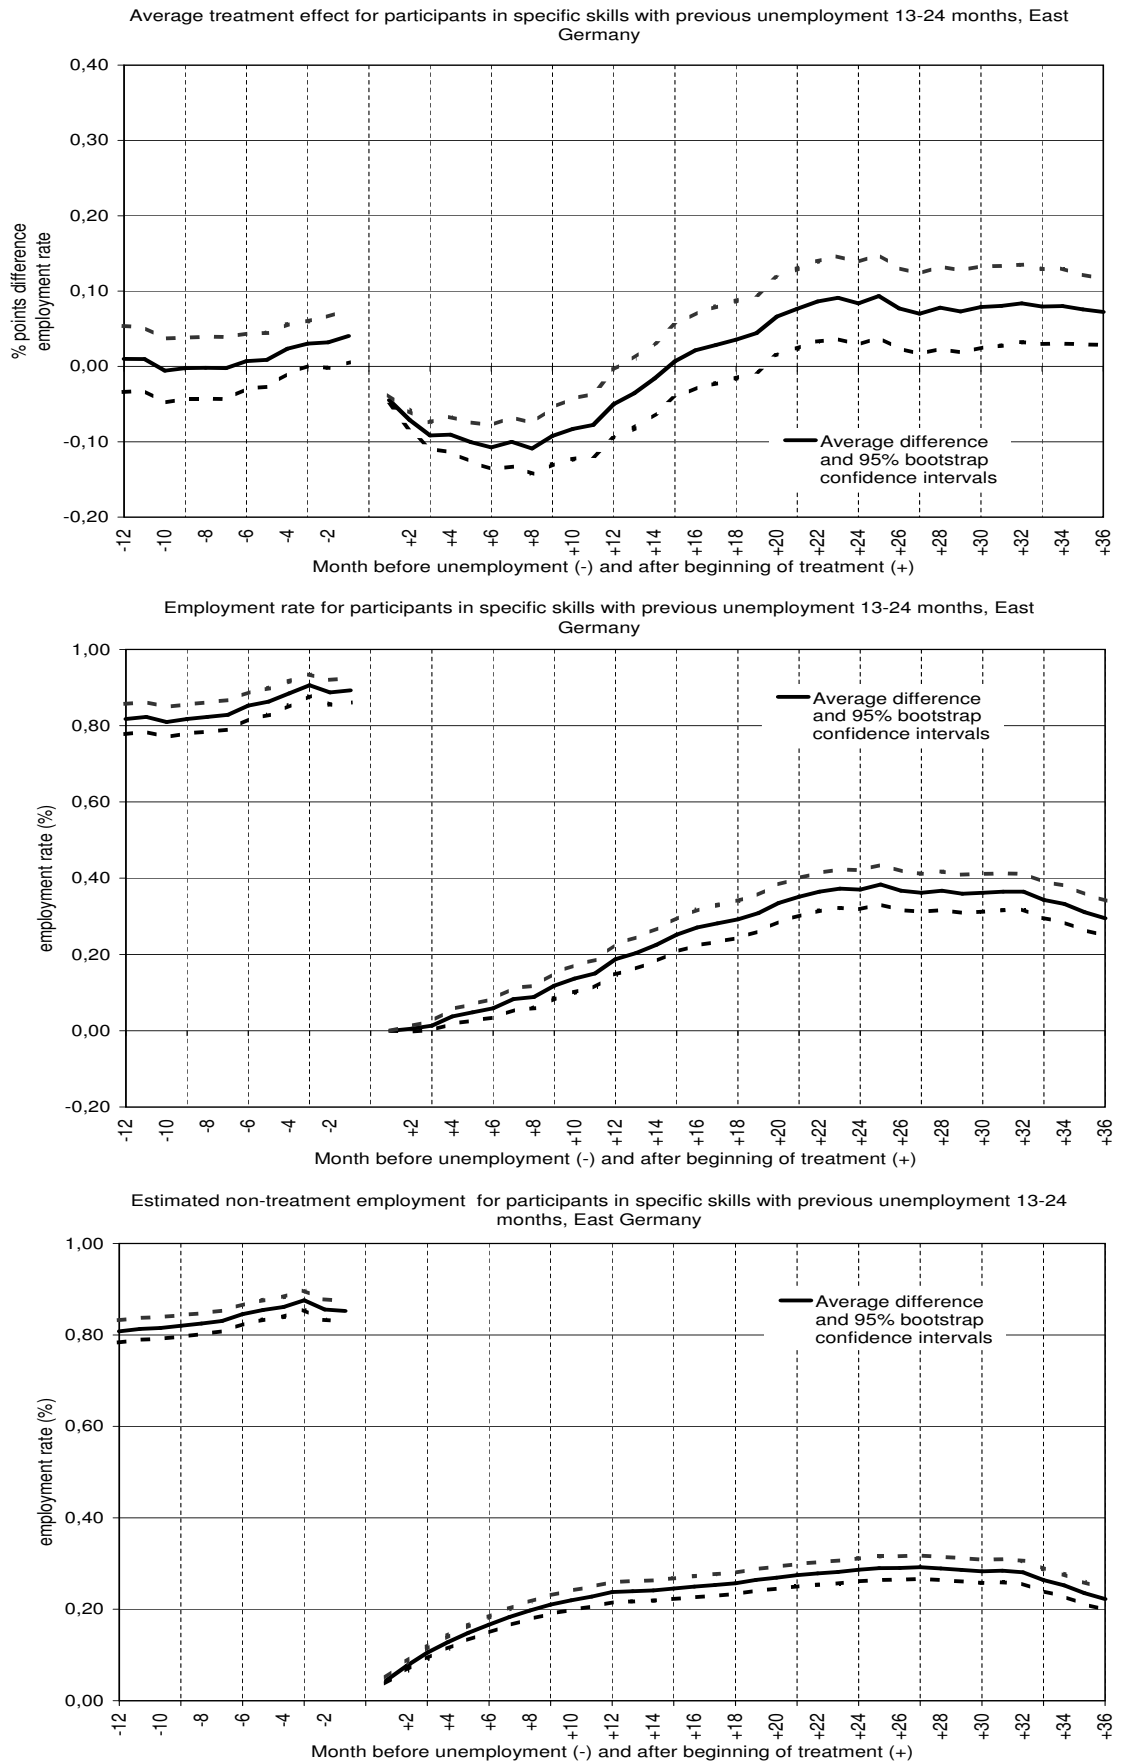 Average treatment effect for participants in specific skills with previous unemployment 13-24 months, East
Germany
0,40
0,30
0,20
0,10
0,00
-0,10
-0,20
% points difference
employment rate
Average difference
and 95% bootstrap
confidence intervals
-12 -10 -8 -6 -4 -2 +2 +4 +6 +8 +10 +12 +14 +16 +18 +20 +22 +24 +26 +28 +30 +32 +34 +36
Month before unemployment (-) and after beginning of treatment (+)
Employment rate for participants in specific skills with previous unemployment 13-24 months, East
Germany
1,00
0,80
0,60
0,40
0,20
0,00
-0,20
employment rate (%)
Average difference
and 95% bootstrap
confidence intervals
-12 -10 -8 -6 -4 -2 +2 +4 +6 +8 +10 +12 +14 +16 +18 +20 +22 +24 +26 +28 +30 +32 +34 +36
Month before unemployment (-) and after beginning of treatment (+)
Estimated non-treatment employment for participants in specific skills with previous unemployment 13-24
months, East Germany
1,00
0,80
0,60
0,40
0,20
0,00
employment rate (%)
Average difference
and 95% bootstrap
confidence intervals
-12 -10 -8 -6 -4 -2 +2 +4 +6 +8 +10 +12 +14 +16 +18 +20 +22 +24 +26 +28 +30 +32 +34 +36
Month before unemployment (-) and after beginning of treatment (+)